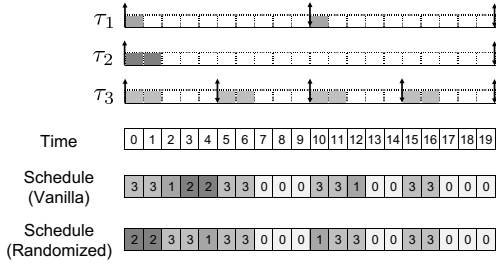 τ1
τ2
τ3
Time 0 1 2 3 4 5 6 7 8 9 10 11 12 13 14 15 16 17 18 19
Schedule
(Vanilla) 3 3 1 2 2 3 3 0 0 0 3 3 1 0 0 3 3 0 0 0
Schedule
(Randomized) 2 2 3 3 1 3 3 0 0 0 1 3 3 0 0 3 3 0 0 0